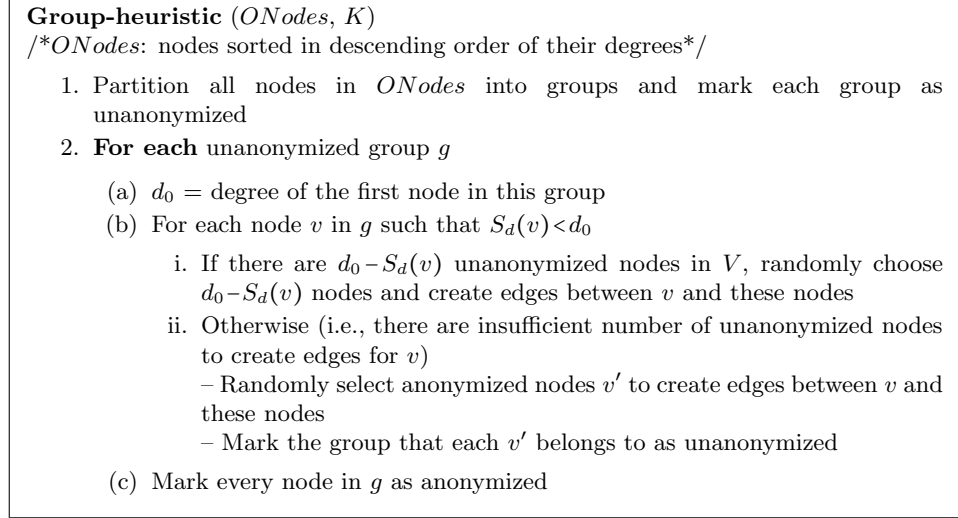 Group-heuristic (ONodes, K)
/*ONodes: nodes sorted in descending order of their degrees*/
1. Partition all nodes in ONodes into groups and mark each group as
unanonymized
2. For each unanonymized group g
(a) d₀ = degree of the first node in this group
(b) For each node v in g such that S_d(v)<d₀
i. If there are d₀–S_d(v) unanonymized nodes in V, randomly choose
d₀–S_d(v) nodes and create edges between v and these nodes
ii. Otherwise (i.e., there are insufficient number of unanonymized nodes
to create edges for v)
– Randomly select anonymized nodes v′ to create edges between v and
these nodes
– Mark the group that each v′ belongs to as unanonymized
(c) Mark every node in g as anonymized